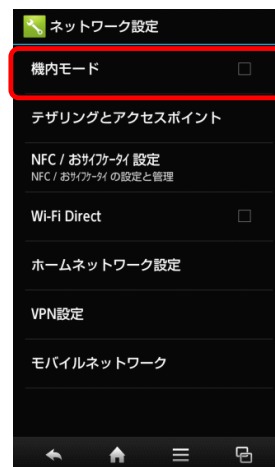 ネットワーク設定
機内モード
テザリングとアクセスポイント
NFC / おサイフケータイ 設定
NFC / おサイフケータイ の設定と管理
Wi-Fi Direct
ホームネットワーク設定
VPN設定
モバイルネットワーク